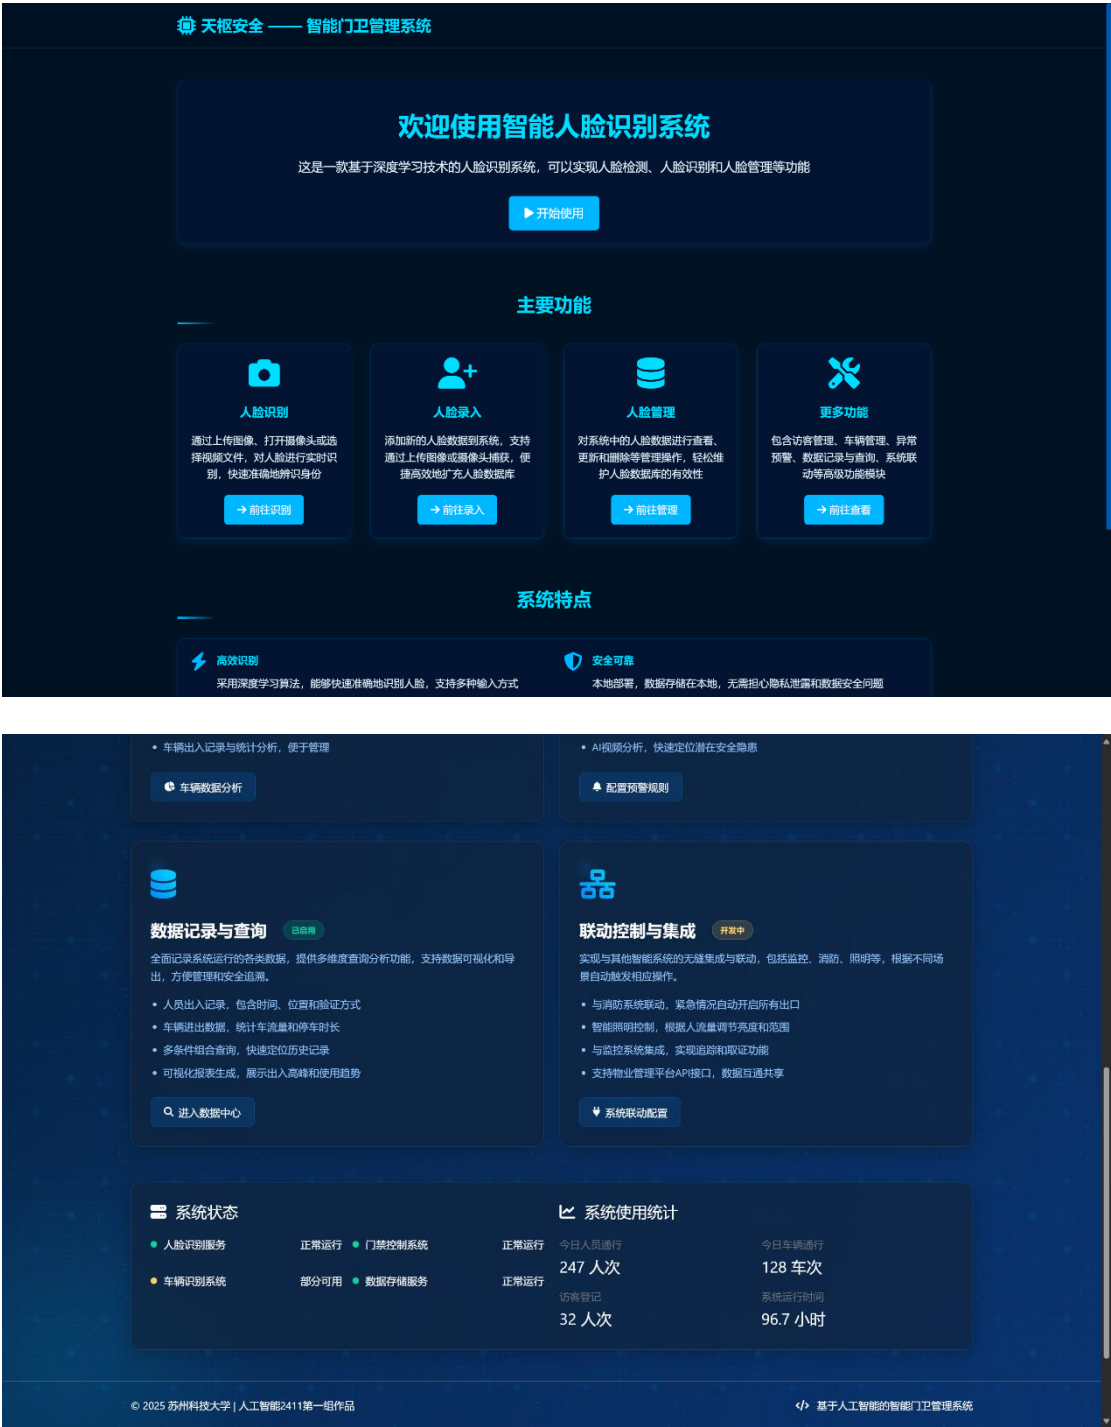 天枢安全 —— 智能门卫管理系统
欢迎使用智能人脸识别系统
这是一款基于深度学习技术的人脸识别系统，可以实现人脸检测、人脸识别和人脸管理等功能
开始使用
主要功能
人脸识别
通过上传图像、打开摄像头或选
择视频文件，对人脸进行实时识
别，快速准确地辨识身份
前往识别
人脸录入
添加新的人脸数据到系统，支持
通过上传图像或摄像头捕获，便
捷高效地扩充人脸数据库
前往录入
人脸管理
对系统中的人脸数据进行查看、
更新和删除等管理操作，轻松维
护人脸数据库的有效性
前往管理
更多功能
包含访客管理、车辆管理、异常
预警、数据记录与查询、系统联
动等高级功能模块
前往查看
系统特点
高效识别
采用深度学习算法，能够快速准确地识别人脸，支持多种输入方式
安全可靠
本地部署，数据存储在本地，无需担心隐私泄露和数据安全问题
• 车辆出入记录与统计分析，便于管理
车辆数据分析
• AI视频分析，快速定位潜在安全隐患
配置预警规则
数据记录与查询 已启用
全面记录系统运行的各类数据，提供多维度查询分析功能，支持数据可视化和导
出，方便管理和安全追溯。
• 人员出入记录，包含时间、位置和验证方式
• 车辆进出数据，统计车流量和停车时长
• 多条件组合查询，快速定位历史记录
• 可视化报表生成，展示出入高峰和使用趋势
进入数据中心
联动控制与集成 开发中
实现与其他智能系统的无缝集成与联动，包括监控、消防、照明等，根据不同场
景自动触发相应操作。
• 与消防系统联动，紧急情况自动开启所有出口
• 智能照明控制，根据人流量调节亮度和范围
• 与监控系统集成，实现追踪和取证功能
• 支持物业管理平台API接口，数据互通共享
系统联动配置
系统状态
人脸识别服务 正常运行 门禁控制系统 正常运行
车辆识别系统 部分可用 数据存储服务 正常运行
系统使用统计
今日人员通行 今日车辆通行
247 人次 128 车次
访客登记 系统运行时间
32 人次 96.7 小时
© 2025 苏州科技大学 | 人工智能2411第一组作品
</> 基于人工智能的智能门卫管理系统